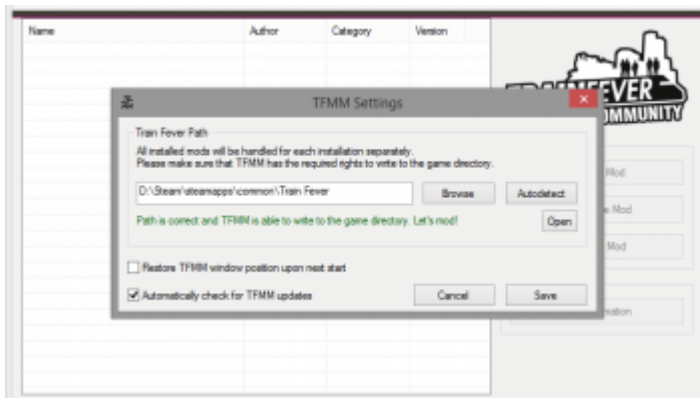 Name Author Category Version
TFMM Settings
Train Fever Path
All installed mods will be handled for each installation separately.
Please make sure that TFMM has the required rights to write to the game directory.
D:\Steam\steamapps\common\Train Fever
Browse
Autodetect
Path is correct and TFMM is able to write to the game directory. Let's mod!
Open
Restore TFMM window position upon next start
Automatically check for TFMM updates
Cancel
Save
EVER
MMUNITY
Mod
Mod
Mod